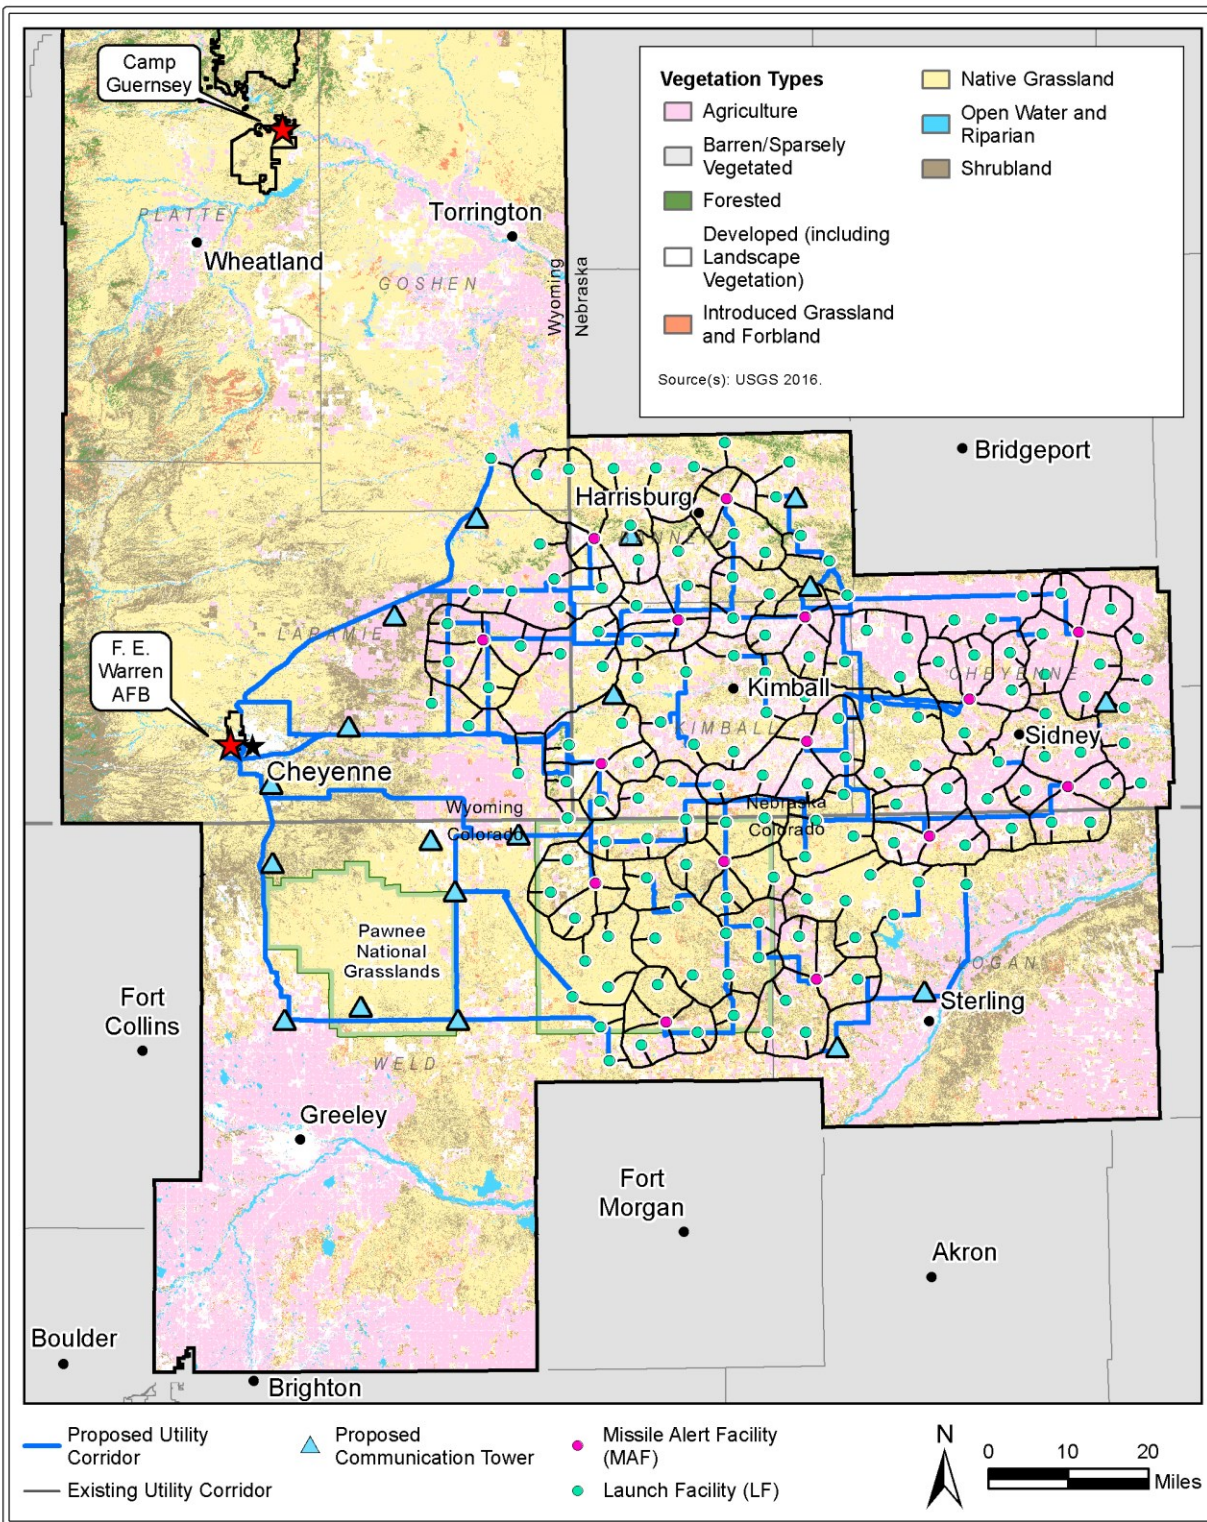 Camp
Guernsey
Vegetation Types
Agriculture
Barren/Sparsely
Vegetated
Forested
Developed (including
Landscape
Vegetation)
Introduced Grassland
and Forbland
Native Grassland
Open Water and
Riparian
Shrubland
Source(s): USGS 2016.
PLATTE
Torrington
Wheatland
GOSHEN
Wyoming
Nebraska
Bridgeport
Harrisburg
LARAMIE
F. E.
Warren
AFB
Kimball
CHEYENNE
KIMBALL
Sidney
Cheyenne
Wyoming
Colorado
Nebraska
Colorado
Pawnee
National
Grasslands
LOGAN
Fort
Collins
Sterling
WELD
Greeley
Fort
Morgan
Akron
Boulder
Brighton
Proposed Utility
Corridor
Existing Utility Corridor
Proposed
Communication Tower
Missile Alert Facility
(MAF)
Launch Facility (LF)
N
0 10 20
Miles